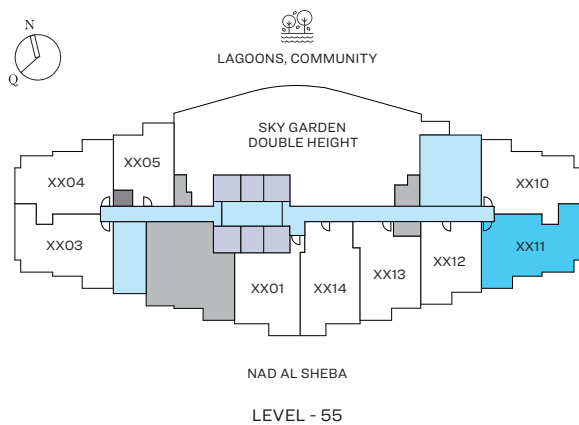 N
Q
LAGOONS, COMMUNITY
SKY GARDEN
DOUBLE HEIGHT
XX05
XX04
XX10
XX03
XX11
XX12
XX13
XX01
XX14
NAD AL SHEBA
LEVEL - 55